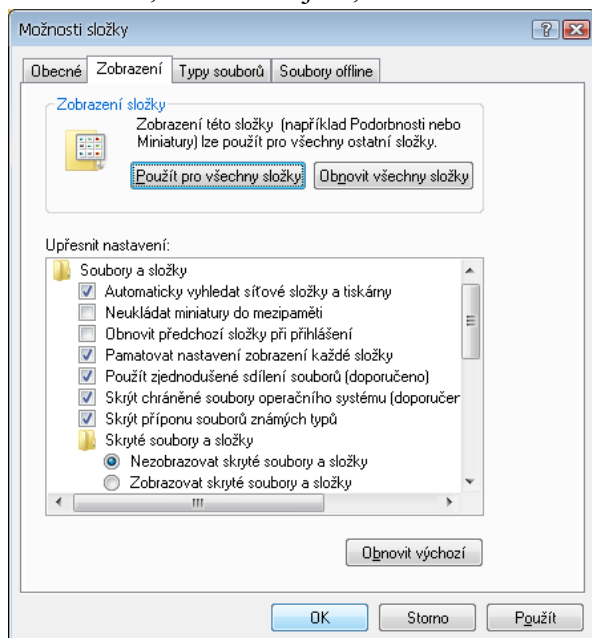 Možnosti složky
Obecné Zobrazení Typy souborů Soubory offline
Zobrazení složky
Zobrazení této složky (například Podorbnosti nebo
Miniatury) lze použít pro všechny ostatní složky.
Použít pro všechny složky Obnovit všechny složky
Upřesnit nastavení:
Soubory a složky
Automaticky vyhledat síťové složky a tiskárny
Neukládat miniatury do mezipaměti
Obnovit předchozí složky při přihlášení
Pamatovat nastavení zobrazení každé složky
Použít zjednodušené sdílení souborů (doporučeno)
Skrýt chráněné soubory operačního systému (doporučer
Skrýt příponu souborů známých typů
Skryté soubory a složky
Nezobrazovat skryté soubory a složky
Zobrazovat skryté soubory a složky
Obnovit výchozí
OK Storno Použít